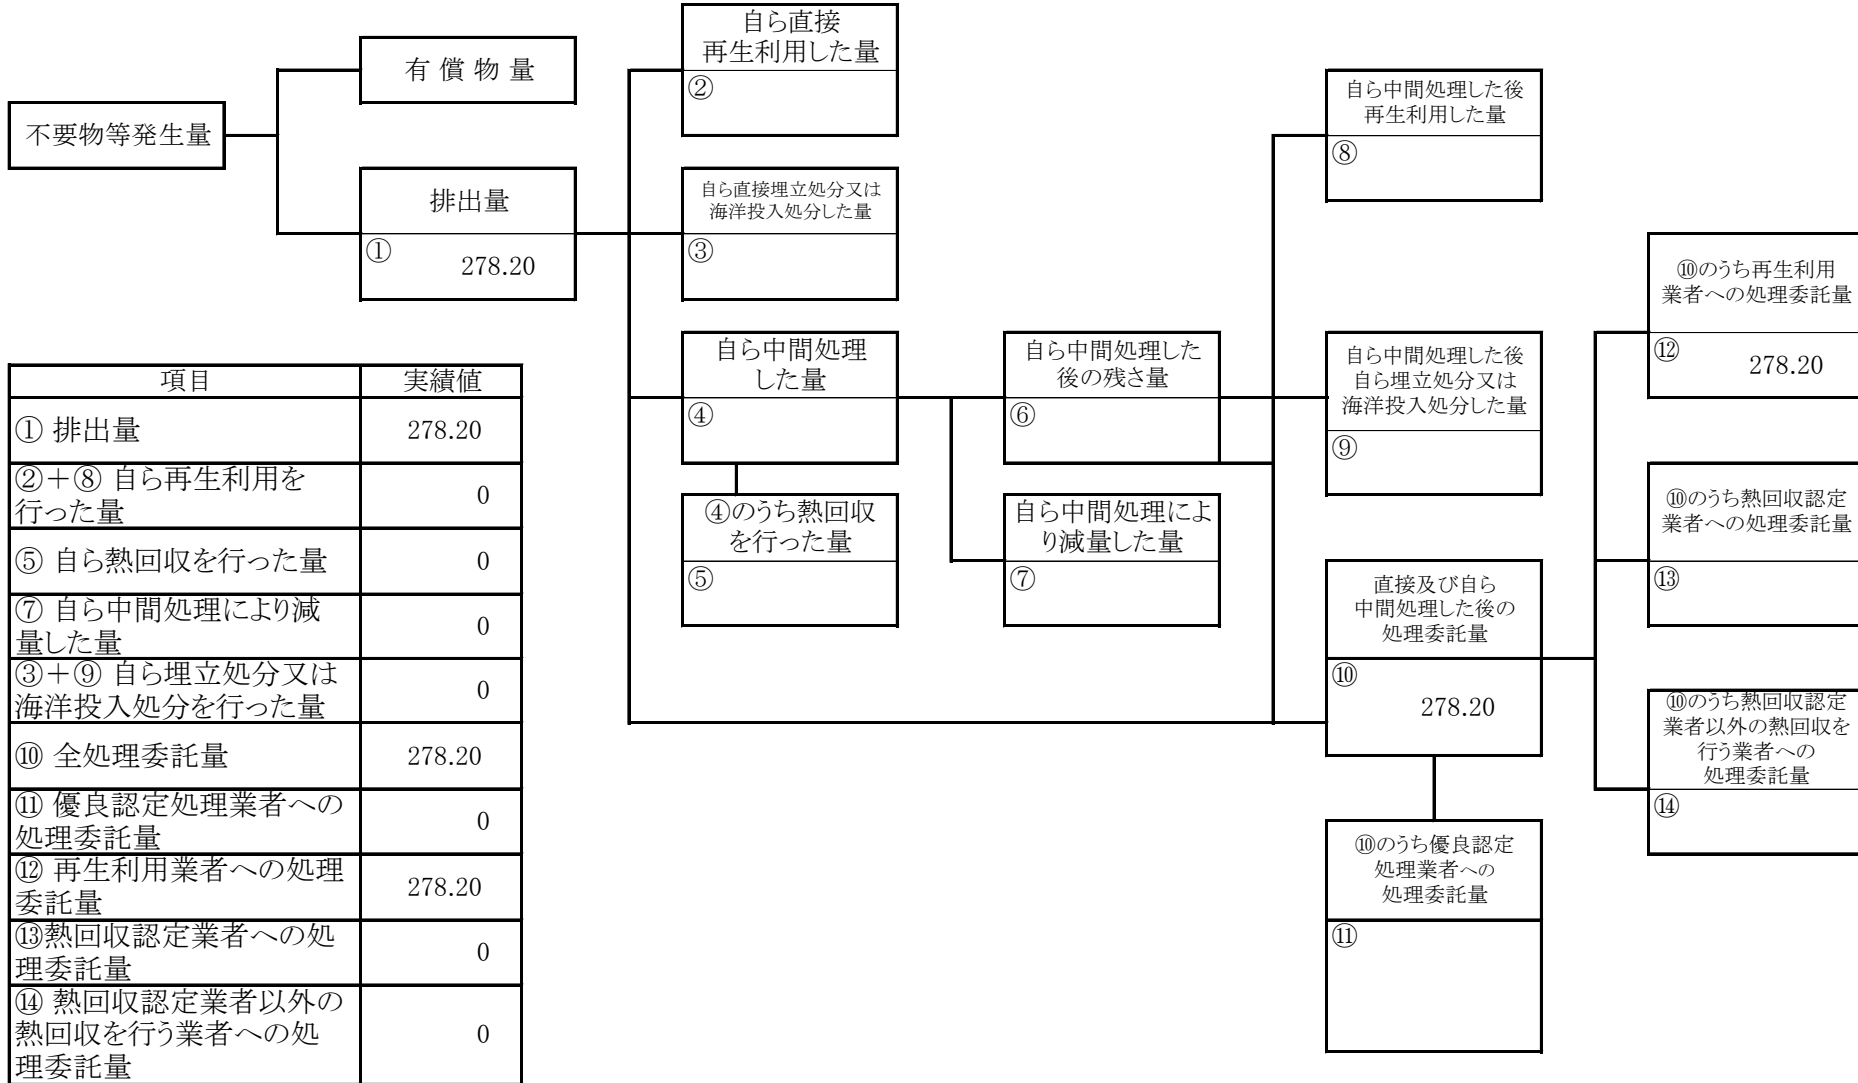 不要物等発生量
有 償 物 量
排出量
①
278.20
自ら直接
再生利用した量
②
自ら直接埋立処分又は
海洋投入処分した量
③
自ら中間処理
した量
④
④のうち熱回収
を行った量
⑤
自ら中間処理した
後の残さ量
⑥
自ら中間処理によ
り減量した量
⑦
自ら中間処理した後
再生利用した量
⑧
自ら中間処理した後
自ら埋立処分又は
海洋投入処分した量
⑨
直接及び自ら
中間処理した後の
処理委託量
⑩
278.20
⑩のうち優良認定
処理業者への
処理委託量
⑪
⑩のうち再生利用
業者への処理委託量
⑫
278.20
⑩のうち熱回収認定
業者への処理委託量
⑬
⑩のうち熱回収認定
業者以外の熱回収を
行う業者への
処理委託量
⑭
項目 実績値
① 排出量 278.20
②+⑧ 自ら再生利用を
行った量 0
⑤ 自ら熱回収を行った量 0
⑦ 自ら中間処理により減
量した量 0
③+⑨ 自ら埋立処分又は
海洋投入処分を行った量 0
⑩ 全処理委託量 278.20
⑪ 優良認定処理業者への
処理委託量 0
⑫ 再生利用業者への処理
委託量 278.20
⑬熱回収認定業者への処
理委託量 0
⑭ 熱回収認定業者以外の
熱回収を行う業者への処
理委託量 0